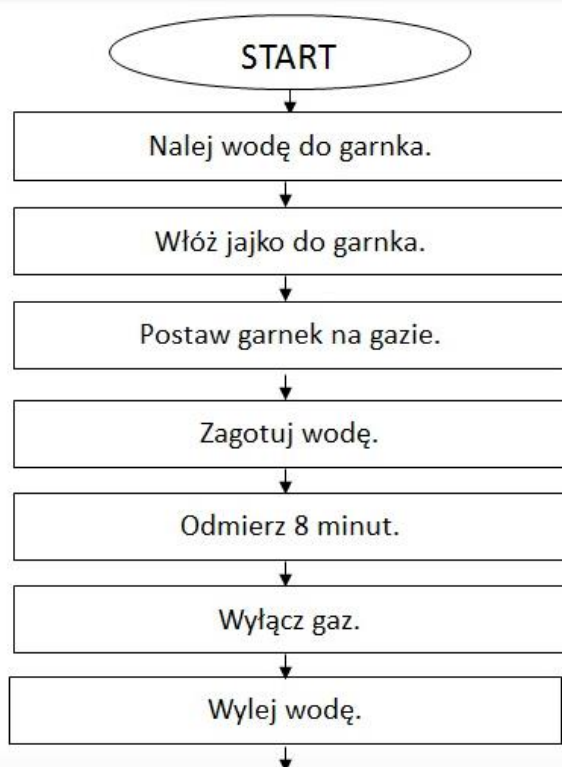 START
Nalej wodę do garnka.
Włóż jajko do garnka.
Postaw garnek na gazie.
Zagotuj wodę.
Odmierz 8 minut.
Wyłącz gaz.
Wylej wodę.